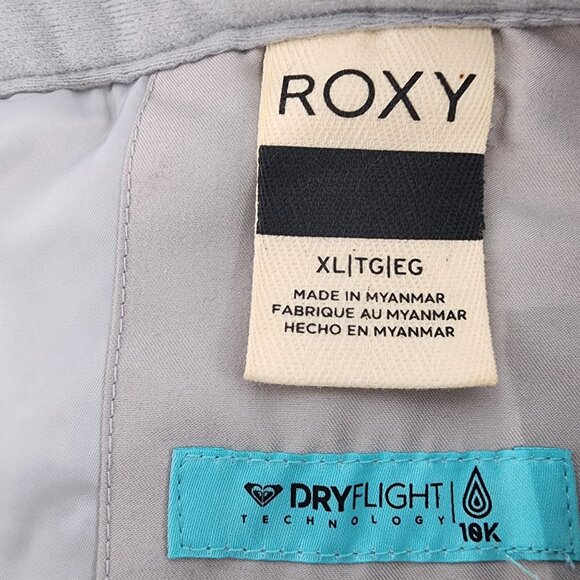 ROXY
XL|TG|EG
MADE IN MYANMAR
FABRIQUE AU MYANMAR
HECHO EN MYANMAR
DRYFLIGHT
TECHNOLOGY
10K